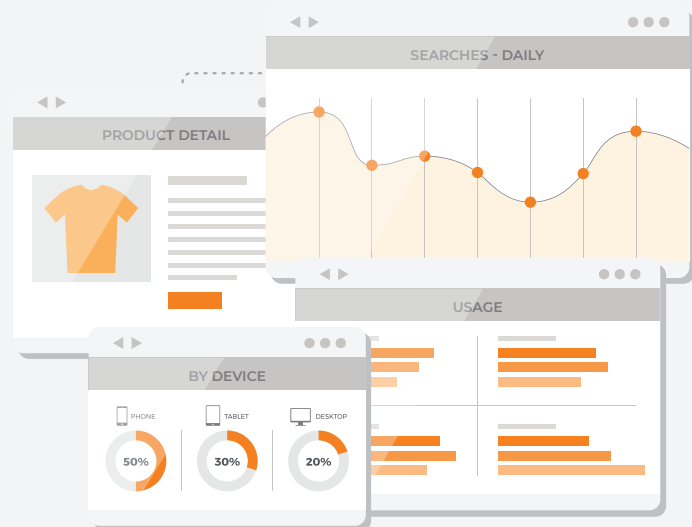 SEARCHES - DAILY
PRODUCT DETAIL
USAGE
BY DEVICE
PHONE
TABLET
DESKTOP
50%
30%
20%